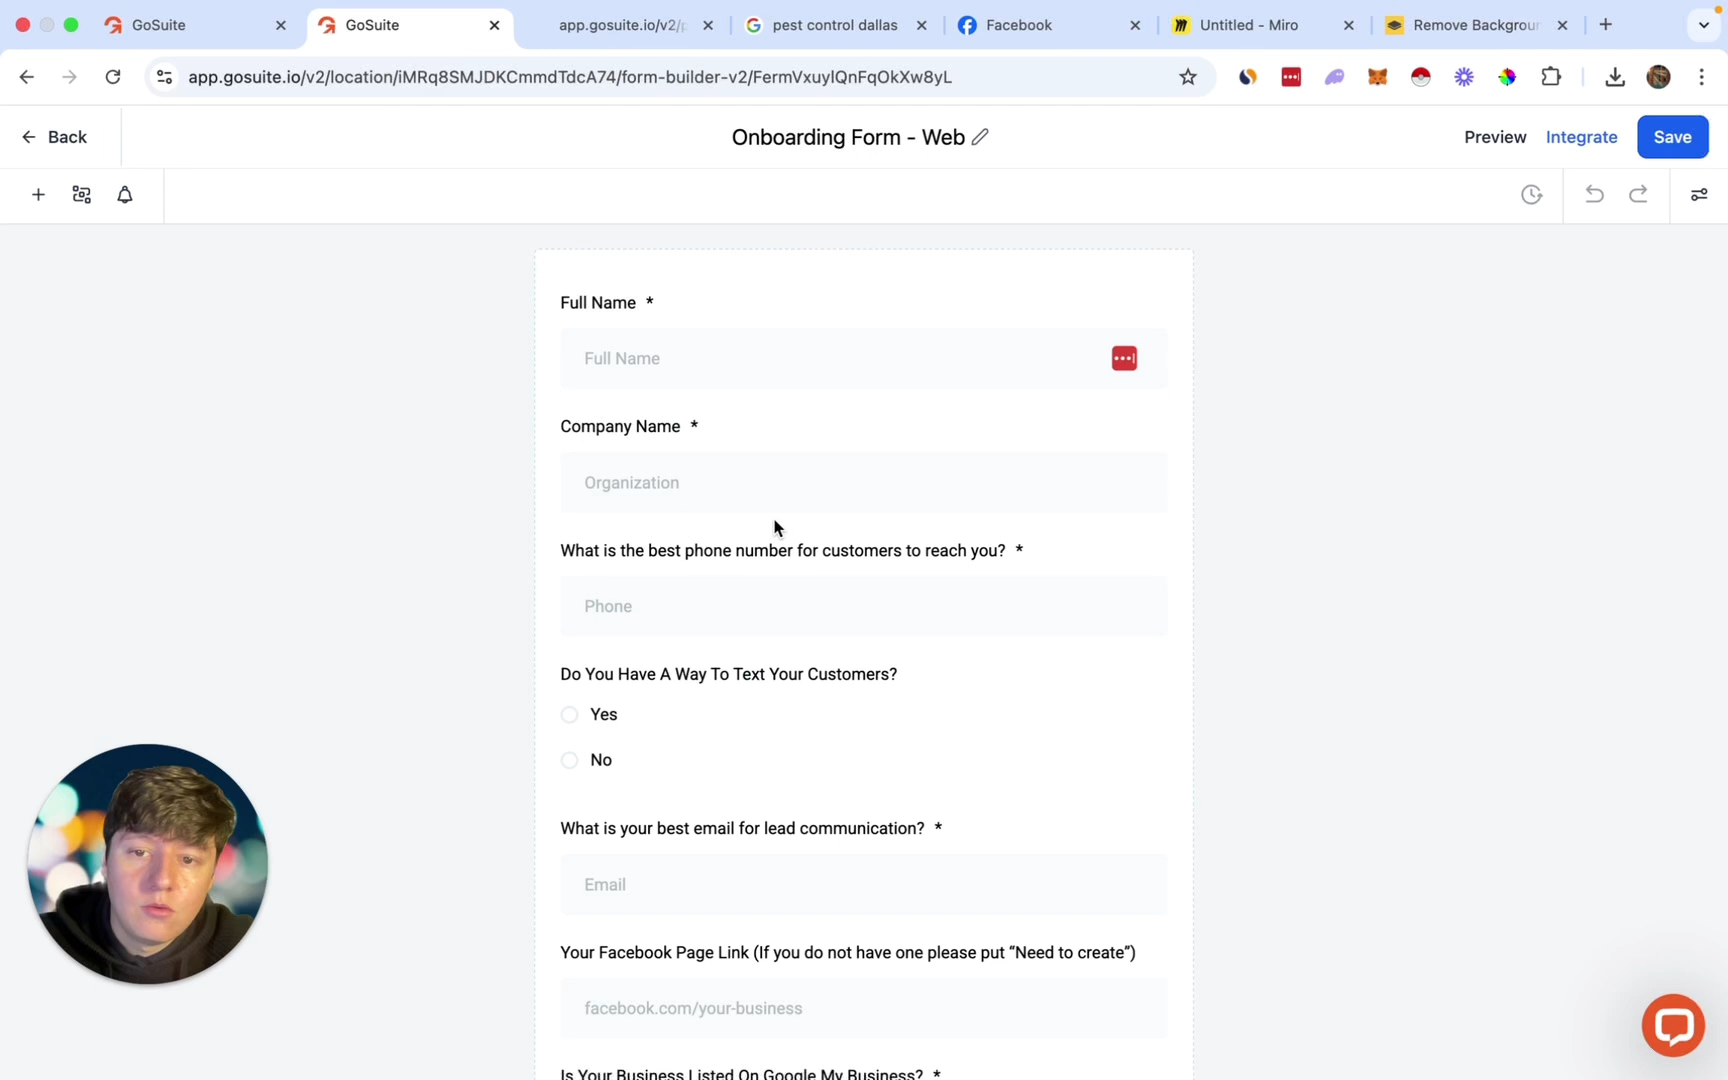 GoSuite
GoSuite
app.gosuite.io/v2/p
pest control dallas
Facebook
Untitled - Miro
Remove Backgroun
app.gosuite.io/v2/location/iMRq8SMJDKCmmdTdcA74/form-builder-v2/FermVxuylQnFqOkXw8yL
Back
Onboarding Form - Web
Preview
Integrate
Save
Full Name *
Full Name
Company Name *
Organization
What is the best phone number for customers to reach you? *
Phone
Do You Have A Way To Text Your Customers?
Yes
No
What is your best email for lead communication? *
Email
Your Facebook Page Link (If you do not have one please put “Need to create”)
facebook.com/your-business
Is Your Business Listed On Google My Business? *